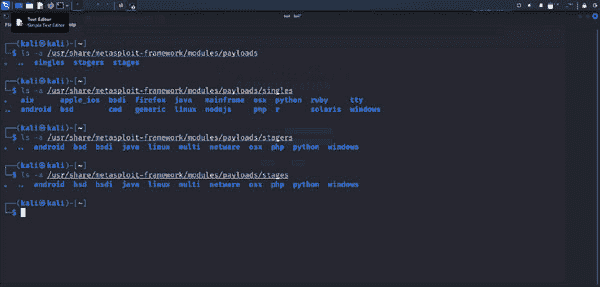 Text Editor
Simple Text Editor
Help
┌──(kali㉿kali)-[~]
└─$ ls -a /usr/share/metasploit-framework/modules/payloads
. .. singles stagers stages
┌──(kali㉿kali)-[~]
└─$ ls -a /usr/share/metasploit-framework/modules/payloads/singles
. aix apple_ios bsdi firefox java mainframe osx python ruby tty
.. android bsd cmd generic linux nodejs php r solaris windows
┌──(kali㉿kali)-[~]
└─$ ls -a /usr/share/metasploit-framework/modules/payloads/stagers
. .. android bsd bsdi java linux multi netware osx php python windows
┌──(kali㉿kali)-[~]
└─$ ls -a /usr/share/metasploit-framework/modules/payloads/stages
. .. android bsd bsdi java linux multi netware osx php python windows
┌──(kali㉿kali)-[~]
└─$